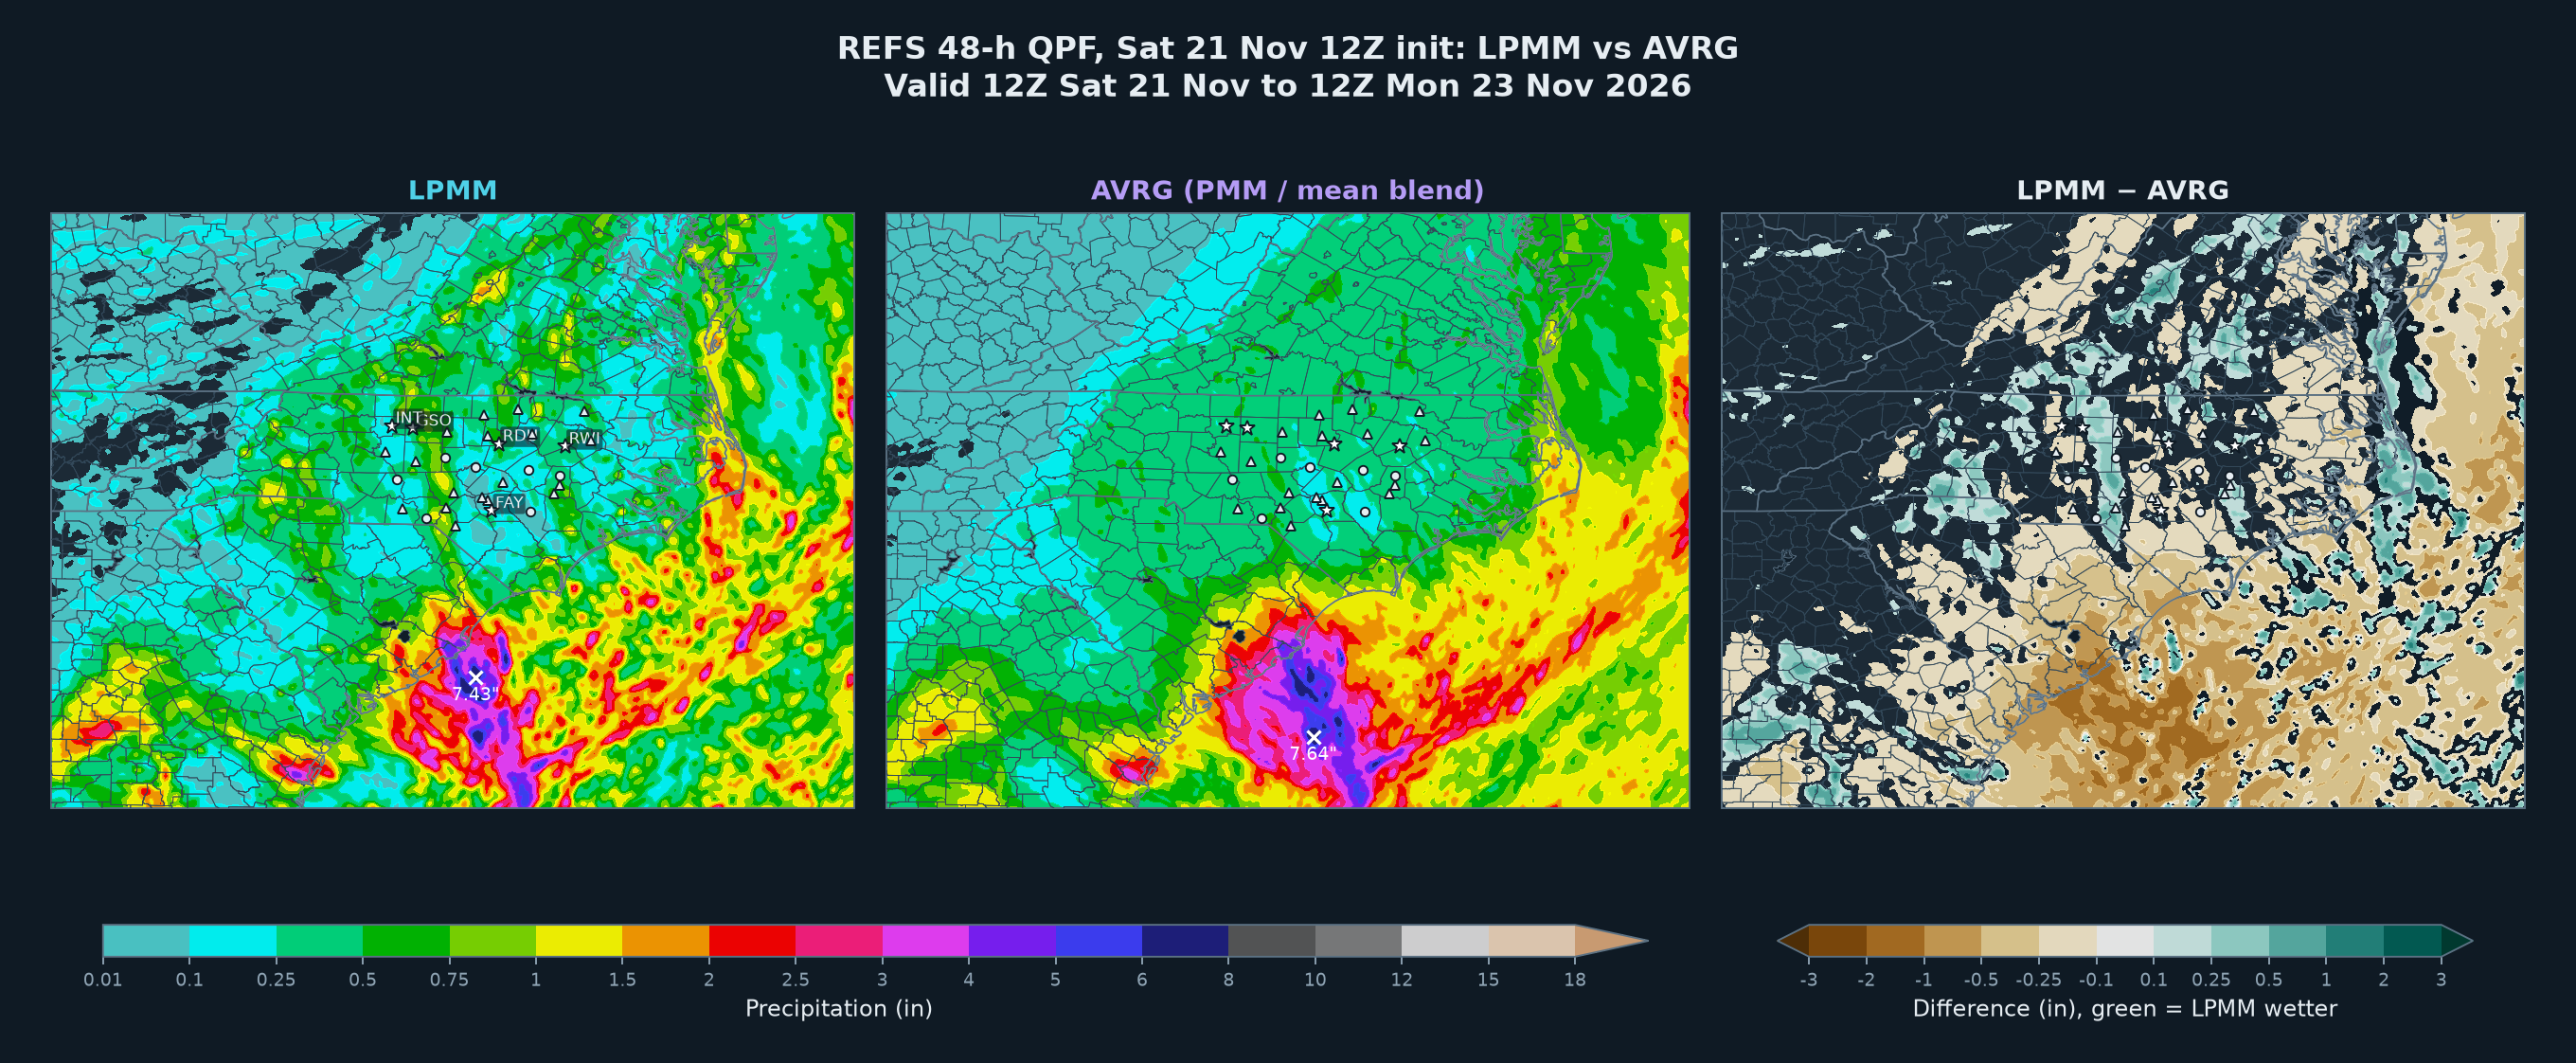 REFS 48-h QPF, Sat 21 Nov 12Z init: LPMM vs AVRG
Valid 12Z Sat 21 Nov to 12Z Mon 23 Nov 2026
LPMM
AVRG (PMM / mean blend)
LPMM − AVRG
INT
GSO
RDU
RWI
FAY
7.43"
7.64"
0.01 0.1 0.25 0.5 0.75 1 1.5 2 2.5 3 4 5 6 8 10 12 15 18
Precipitation (in)
-3 -2 -1 -0.5 -0.25 -0.1 0.1 0.25 0.5 1 2 3
Difference (in), green = LPMM wetter